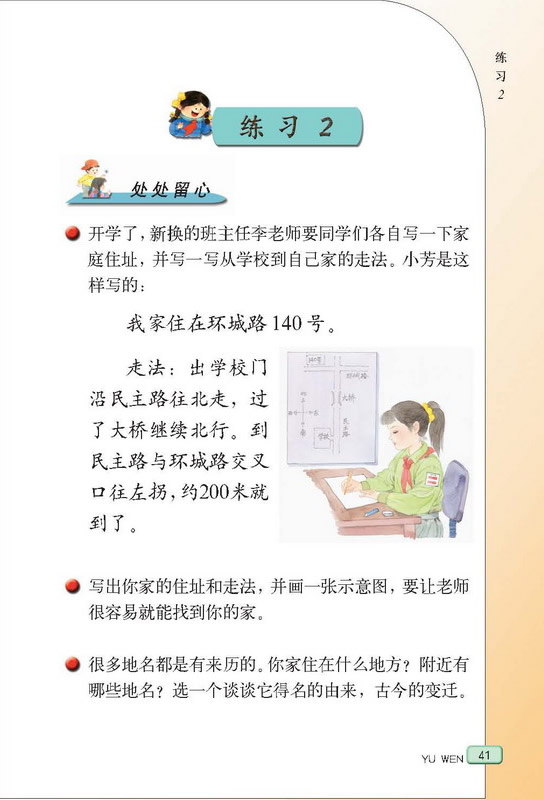 练
习
2
练习 2
处处留心
开学了，新换的班主任李老师要同学们各自写一下家
庭住址，并写一写从学校到自己家的走法。小芳是这
样写的：
我家住在环城路 140 号。
走法：出学校门
沿民主路往北走，过
了大桥继续北行。到
民主路与环城路交叉
口往左拐，约200米就
到了。
140号
环城路
大桥
民主路
学校
写出你家的住址和走法，并画一张示意图，要让老师
很容易就能找到你的家。
很多地名都是有来历的。你家住在什么地方？附近有
哪些地名？选一个谈谈它得名的由来，古今的变迁。
YU WEN 41